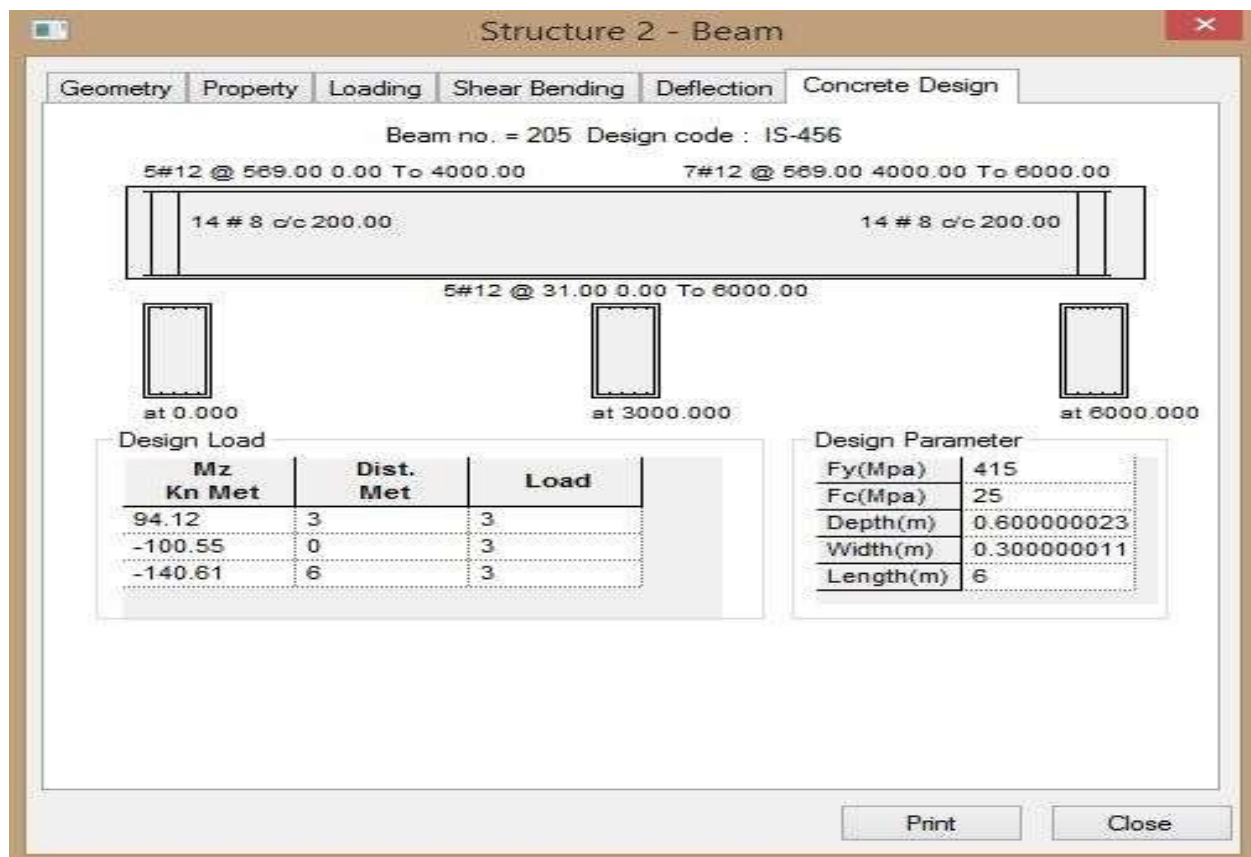 Structure 2 - Beam
Geometry Property Loading Shear Bending Deflection Concrete Design
Beam no. = 205 Design code : IS-456
5#12 @ 569.00 0.00 To 4000.00 7#12 @ 569.00 4000.00 To 6000.00
14 # 8 c/c 200.00 14 # 8 c/c 200.00
5#12 @ 31.00 0.00 To 6000.00
at 0.000 at 3000.000 at 6000.000
Design Load
Mz Dist. Load
Kn Met Met
94.12 3 3
-100.55 0 3
-140.61 6 3
Design Parameter
Fy(Mpa) 415
Fc(Mpa) 25
Depth(m) 0.600000023
Width(m) 0.300000011
Length(m) 6
Print Close